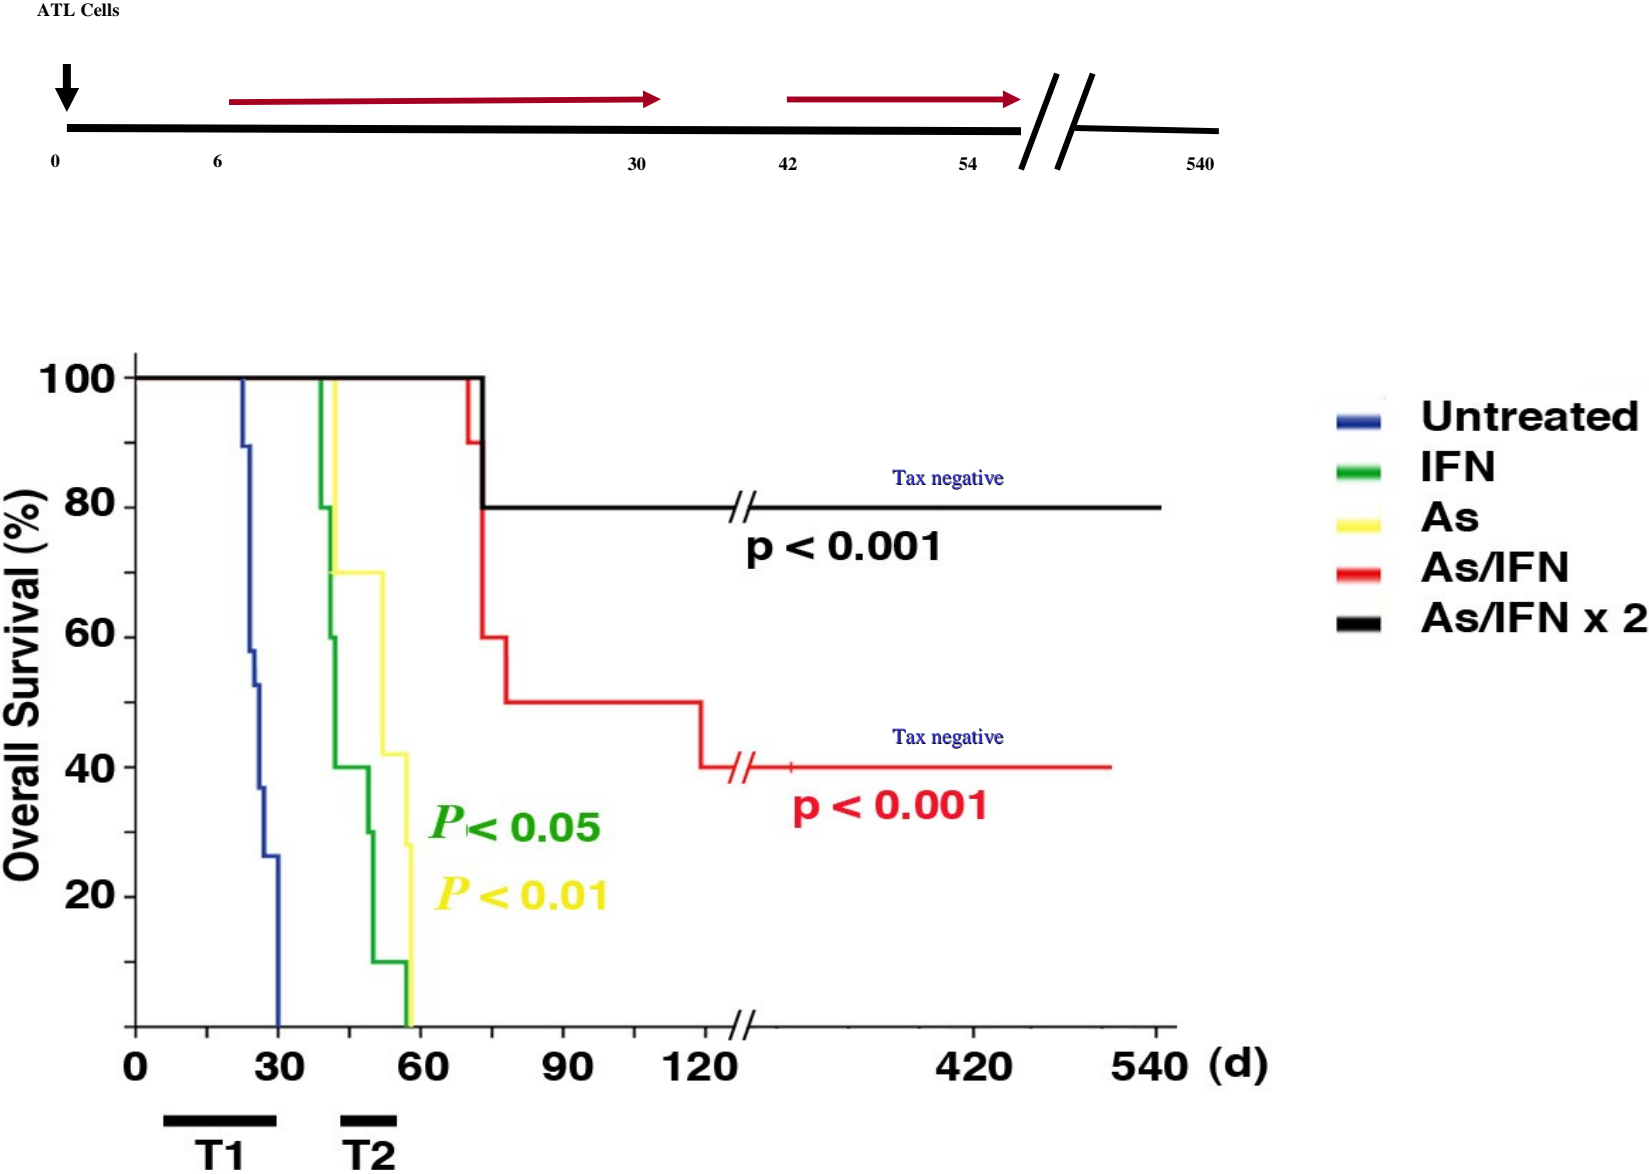 ATL Cells
0 6 30 42 54 540
100
80
60
40
20
Overall Survival (%)
Tax negative
p < 0.001
Tax negative
p < 0.001
P < 0.05
P < 0.01
0 30 60 90 120 420 540 (d)
T1 T2
Untreated
IFN
As
As/IFN
As/IFN x 2